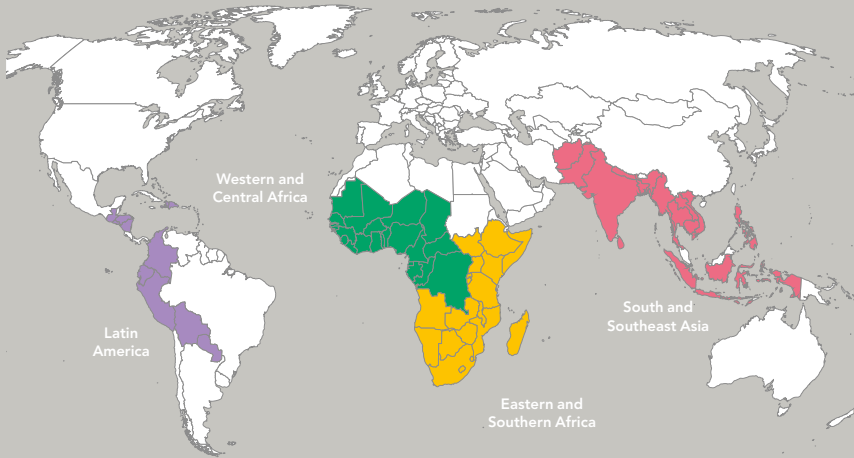 Western and
Central Africa
South and
Southeast Asia
Latin
America
Eastern and
Southern Africa